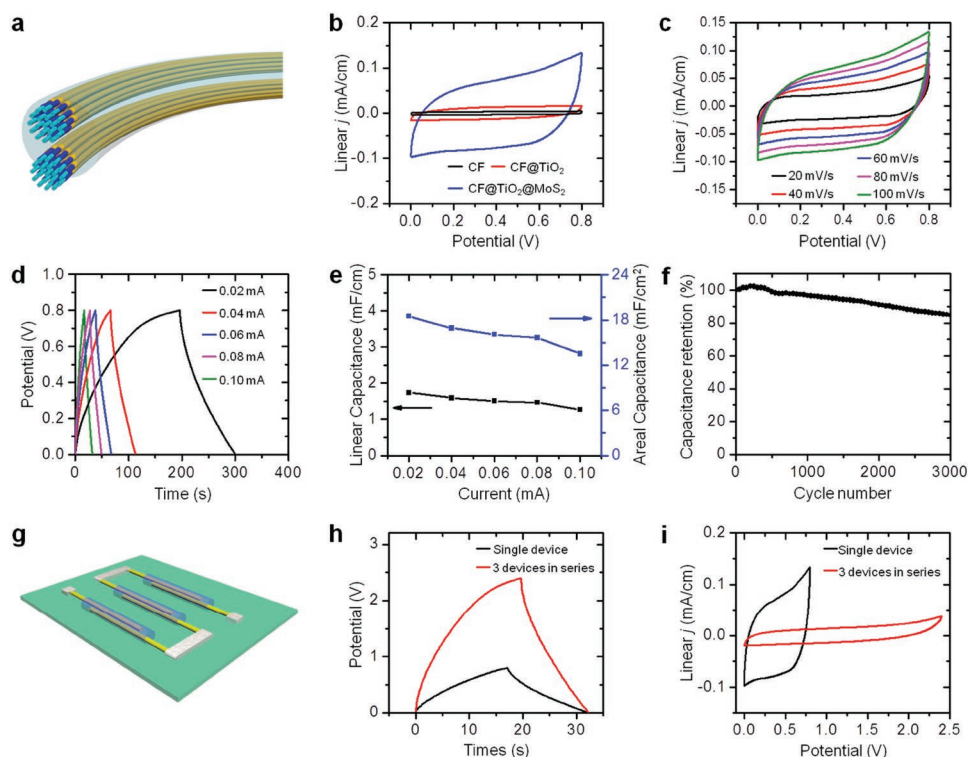 a
b
0.2
0.1
0.0
-0.1
-0.2
Linear j (mA/cm)
CF
CF@TiO₂
CF@TiO₂@MoS₂
0.0 0.2 0.4 0.6 0.8
Potential (V)
c
0.15
0.10
0.05
0.00
-0.05
-0.10
-0.15
Linear j (mA/cm)
60 mV/s
20 mV/s
80 mV/s
40 mV/s
100 mV/s
0.0 0.2 0.4 0.6 0.8
Potential (V)
d
1.0
0.8
0.6
0.4
0.2
0.0
Potential (V)
0.02 mA
0.04 mA
0.06 mA
0.08 mA
0.10 mA
0 100 200 300 400
Time (s)
e
5
4
3
2
1
0
Linear Capacitance (mF/cm)
24
18
12
6
0
Areal Capacitance (mF/cm²)
0.02 0.04 0.06 0.08 0.10
Current (mA)
f
100
80
60
40
20
0
Capacitance retention (%)
0 1000 2000 3000
Cycle number
g
h
3
2
1
0
Potential (V)
Single device
3 devices in series
0 10 20 30
Times (s)
i
0.2
0.1
0.0
-0.1
Linear j (mA/cm)
Single device
3 devices in series
0.0 0.5 1.0 1.5 2.0 2.5
Potential (V)